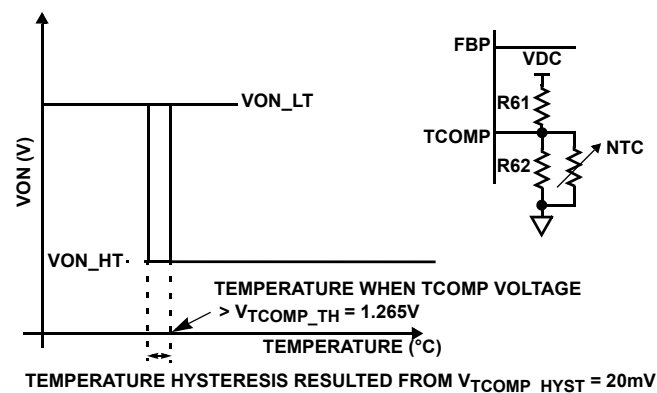 FBP
VDC
R61
TCOMP
R62
NTC
VON (V)
VON_LT
VON_HT
TEMPERATURE WHEN TCOMP VOLTAGE
> VTCOMP_TH = 1.265V
TEMPERATURE (°C)
TEMPERATURE HYSTERESIS RESULTED FROM VTCOMP_HYST = 20mV